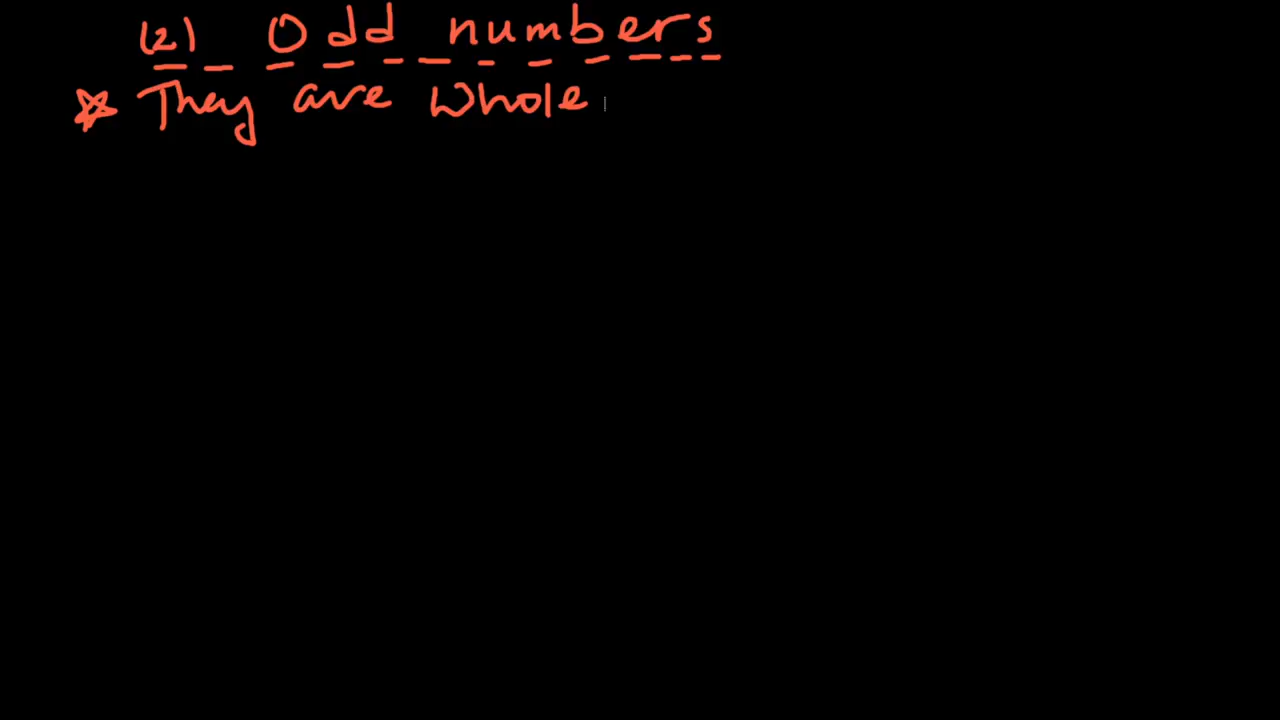 (2) Odd numbers
☆ They are whole